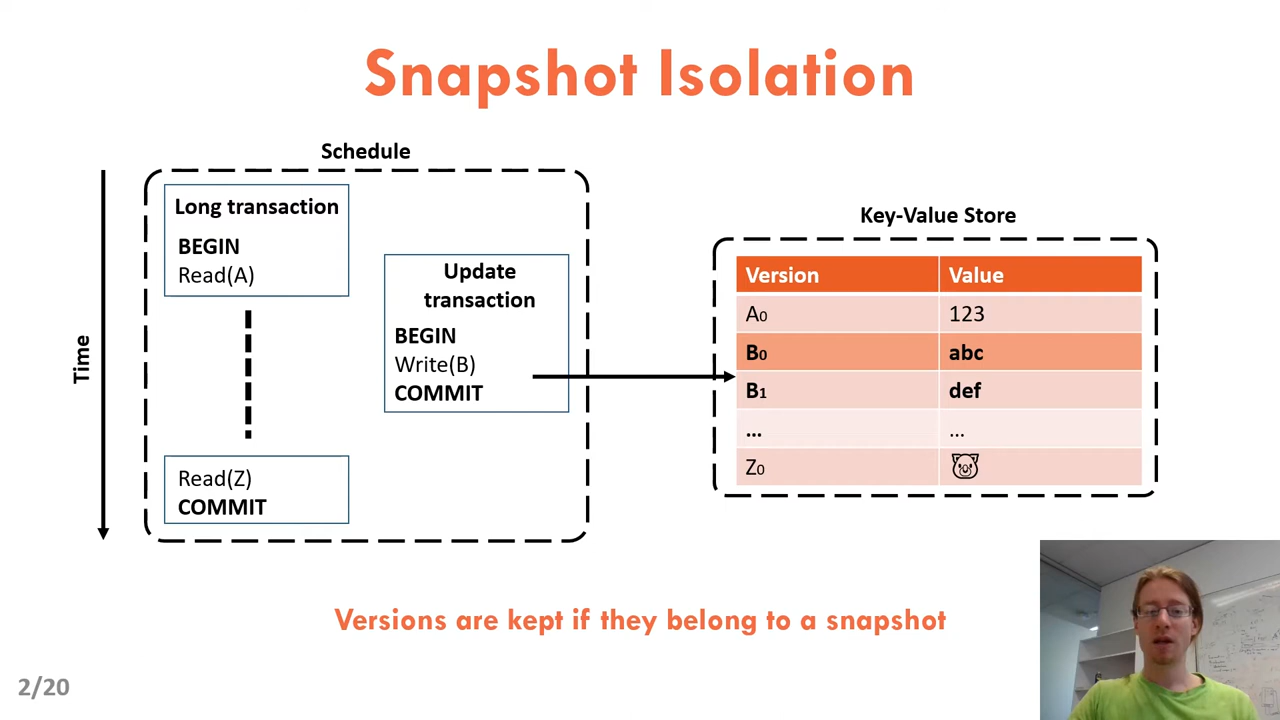 Snapshot Isolation
Schedule
Time
Long transaction
BEGIN
Read(A)
Update
transaction
BEGIN
Write(B)
COMMIT
Read(Z)
COMMIT
Key-Value Store
Version Value
A0 123
B0 abc
B1 def
... ...
Z0
Versions are kept if they belong to a snapshot
2/20